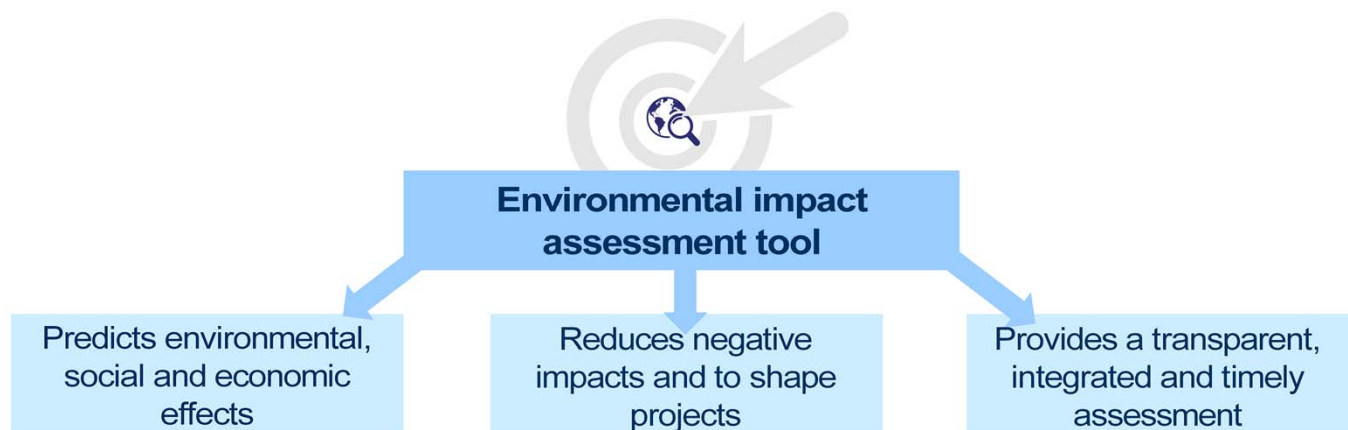 Environmental impact
assessment tool
Predicts environmental,
social and economic
effects
Reduces negative
impacts and to shape
projects
Provides a transparent,
integrated and timely
assessment